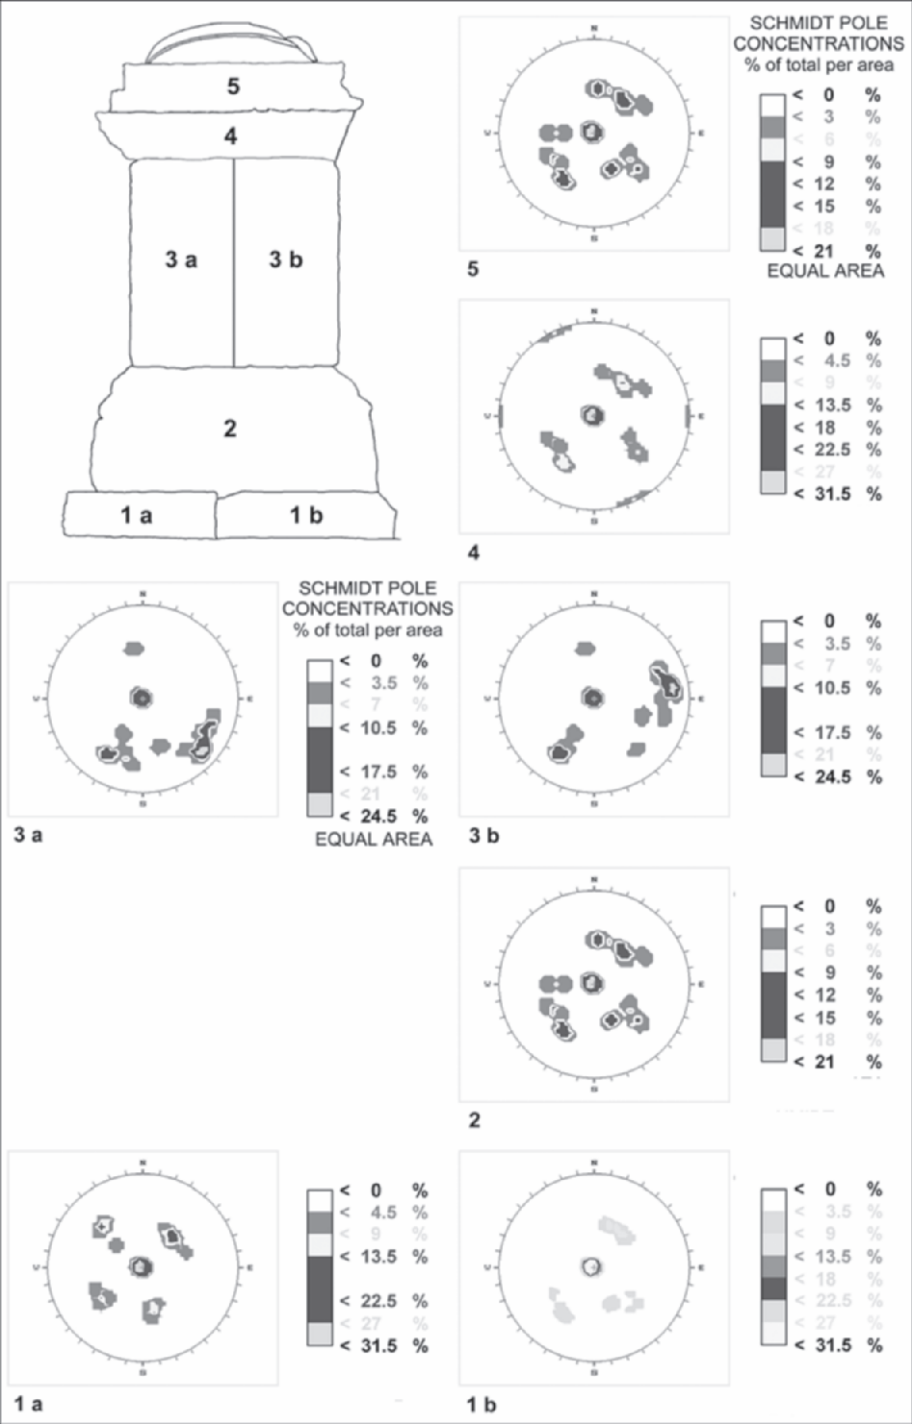 5
4
3 a
3 b
2
1 a
1 b
N
E
S
5
SCHMIDT POLE
CONCENTRATIONS
% of total per area
< 0 %
< 3 %
< 6 %
< 9 %
< 12 %
< 15 %
< 18 %
< 21 %
EQUAL AREA
N
E
S
4
< 0 %
< 4.5 %
< 9 %
< 13.5 %
< 18 %
< 22.5 %
< 27 %
< 31.5 %
N
E
S
3 a
SCHMIDT POLE
CONCENTRATIONS
% of total per area
< 0 %
< 3.5 %
< 7 %
< 10.5 %
< 17.5 %
< 21 %
< 24.5 %
EQUAL AREA
N
E
S
3 b
< 0 %
< 3.5 %
< 7 %
< 10.5 %
< 17.5 %
< 21 %
< 24.5 %
N
E
S
2
< 0 %
< 3 %
< 6 %
< 9 %
< 12 %
< 15 %
< 18 %
< 21 %
N
E
S
1 a
< 0 %
< 4.5 %
< 9 %
< 13.5 %
< 22.5 %
< 27 %
< 31.5 %
N
E
S
1 b
< 0 %
< 3.5 %
< 9 %
< 13.5 %
< 18 %
< 22.5 %
< 27 %
< 31.5 %